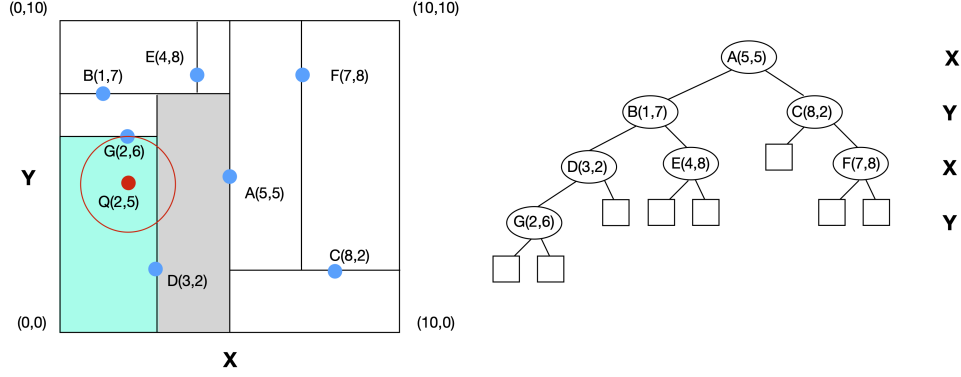 (0,10)
(10,10)
E(4,8)
B(1,7)
F(7,8)
G(2,6)
Y
Q(2,5)
A(5,5)
C(8,2)
D(3,2)
(0,0)
(10,0)
X
A(5,5)
X
B(1,7)
C(8,2)
Y
D(3,2)
E(4,8)
F(7,8)
X
G(2,6)
Y